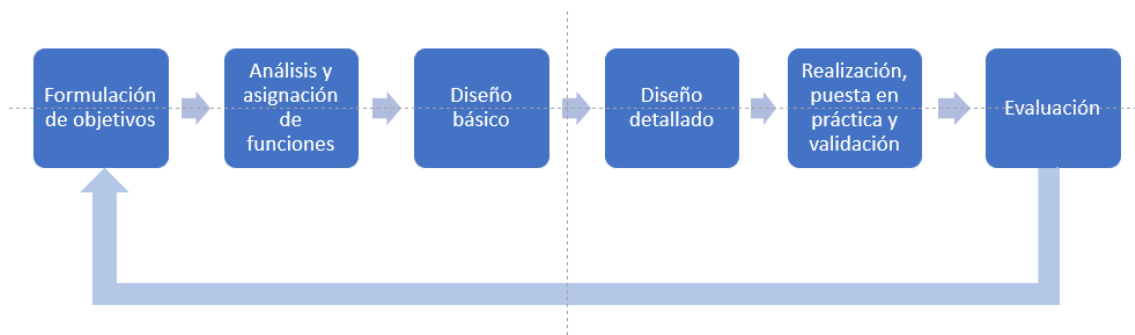 Formulación
de objetivos
Análisis y
asignación
de
funciones
Diseño
básico
Diseño
detallado
Realización,
puesta en
práctica y
validación
Evaluación